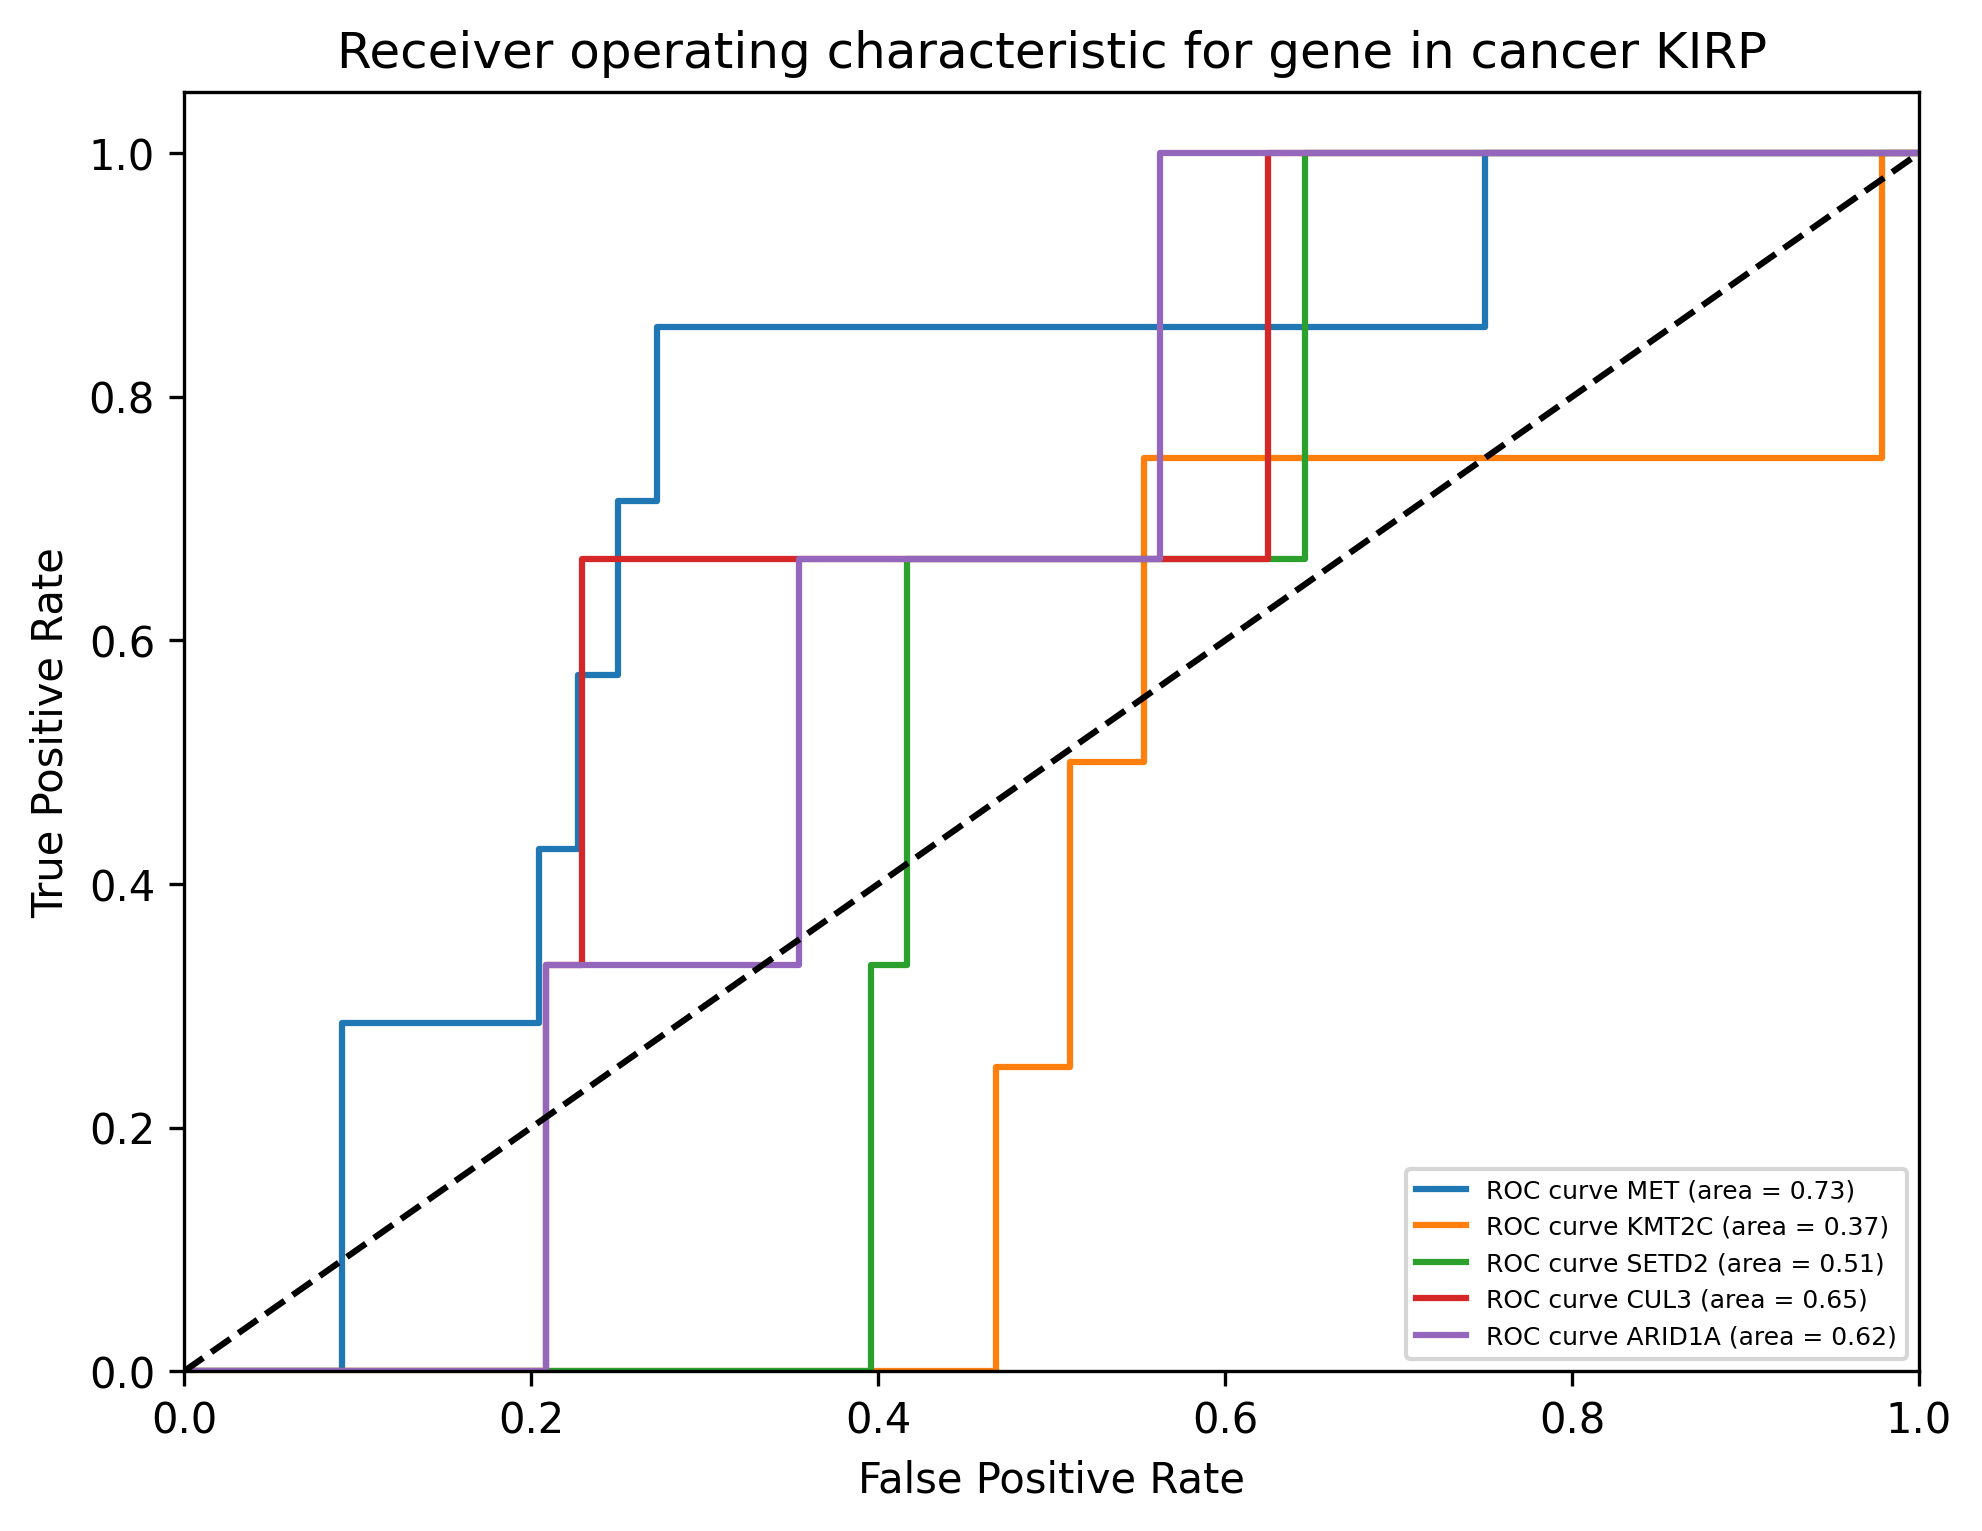 Receiver operating characteristic for gene in cancer KIRP
True Positive Rate
1.0
0.8
0.6
0.4
0.2
0.0
0.0 0.2 0.4 0.6 0.8 1.0
False Positive Rate
ROC curve MET (area = 0.73)
ROC curve KMT2C (area = 0.37)
ROC curve SETD2 (area = 0.51)
ROC curve CUL3 (area = 0.65)
ROC curve ARID1A (area = 0.62)